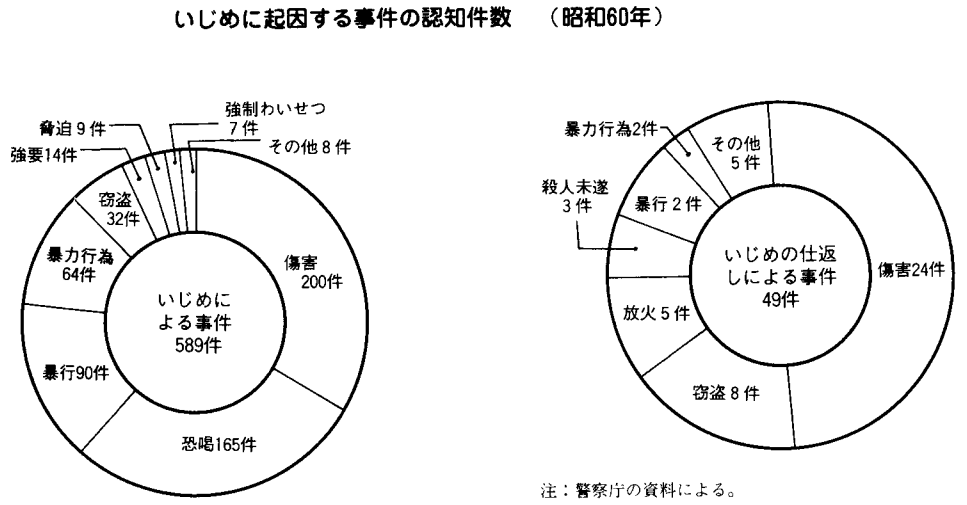 いじめに起因する事件の認知件数　（昭和60年）
強制わいせつ
7件
脅迫9件
その他8件
強要14件
窃盗
32件
暴力行為
64件
傷害
200件
いじめに
よる事件
589件
暴行90件
恐喝165件
暴力行為2件
その他
5件
殺人未遂
3件
暴行2件
いじめの仕返
しによる事件
49件
傷害24件
放火5件
窃盗8件
注：警察庁の資料による。